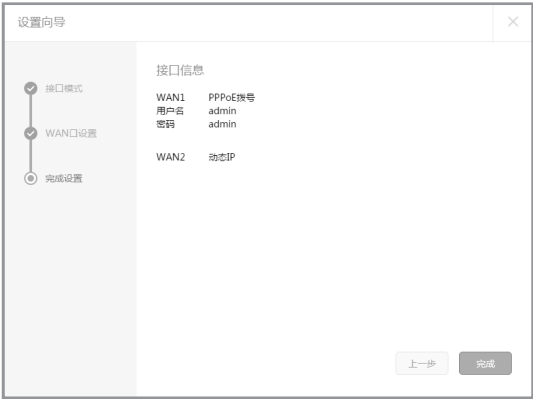 设置向导
接口模式
WAN口设置
完成设置
接口信息
WAN1 PPPoE拨号
用户名 admin
密码 admin
WAN2 动态IP
上一步 完成